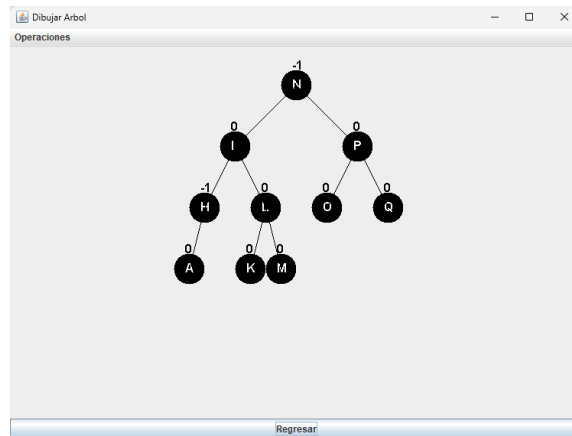 Dibujar Arbol
Operaciones
-1
N
0 0
I P
-1 0 0 0
H L O Q
0 0 0
A K M
Regresar